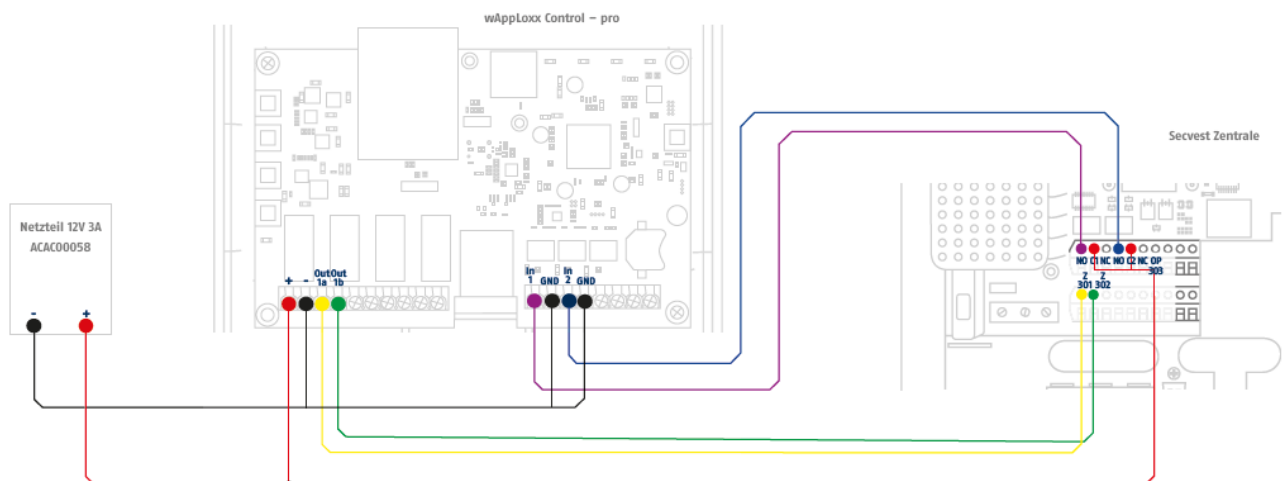 wAppLoxx Control – pro
Secvest Zentrale
Netzteil 12V 3A
ACAC00058
- +
+ - Out 1a Out 1b
In 1 GND In 2 GND
NO C1 NC NO C2 NC OP 303
Z 301 Z 302